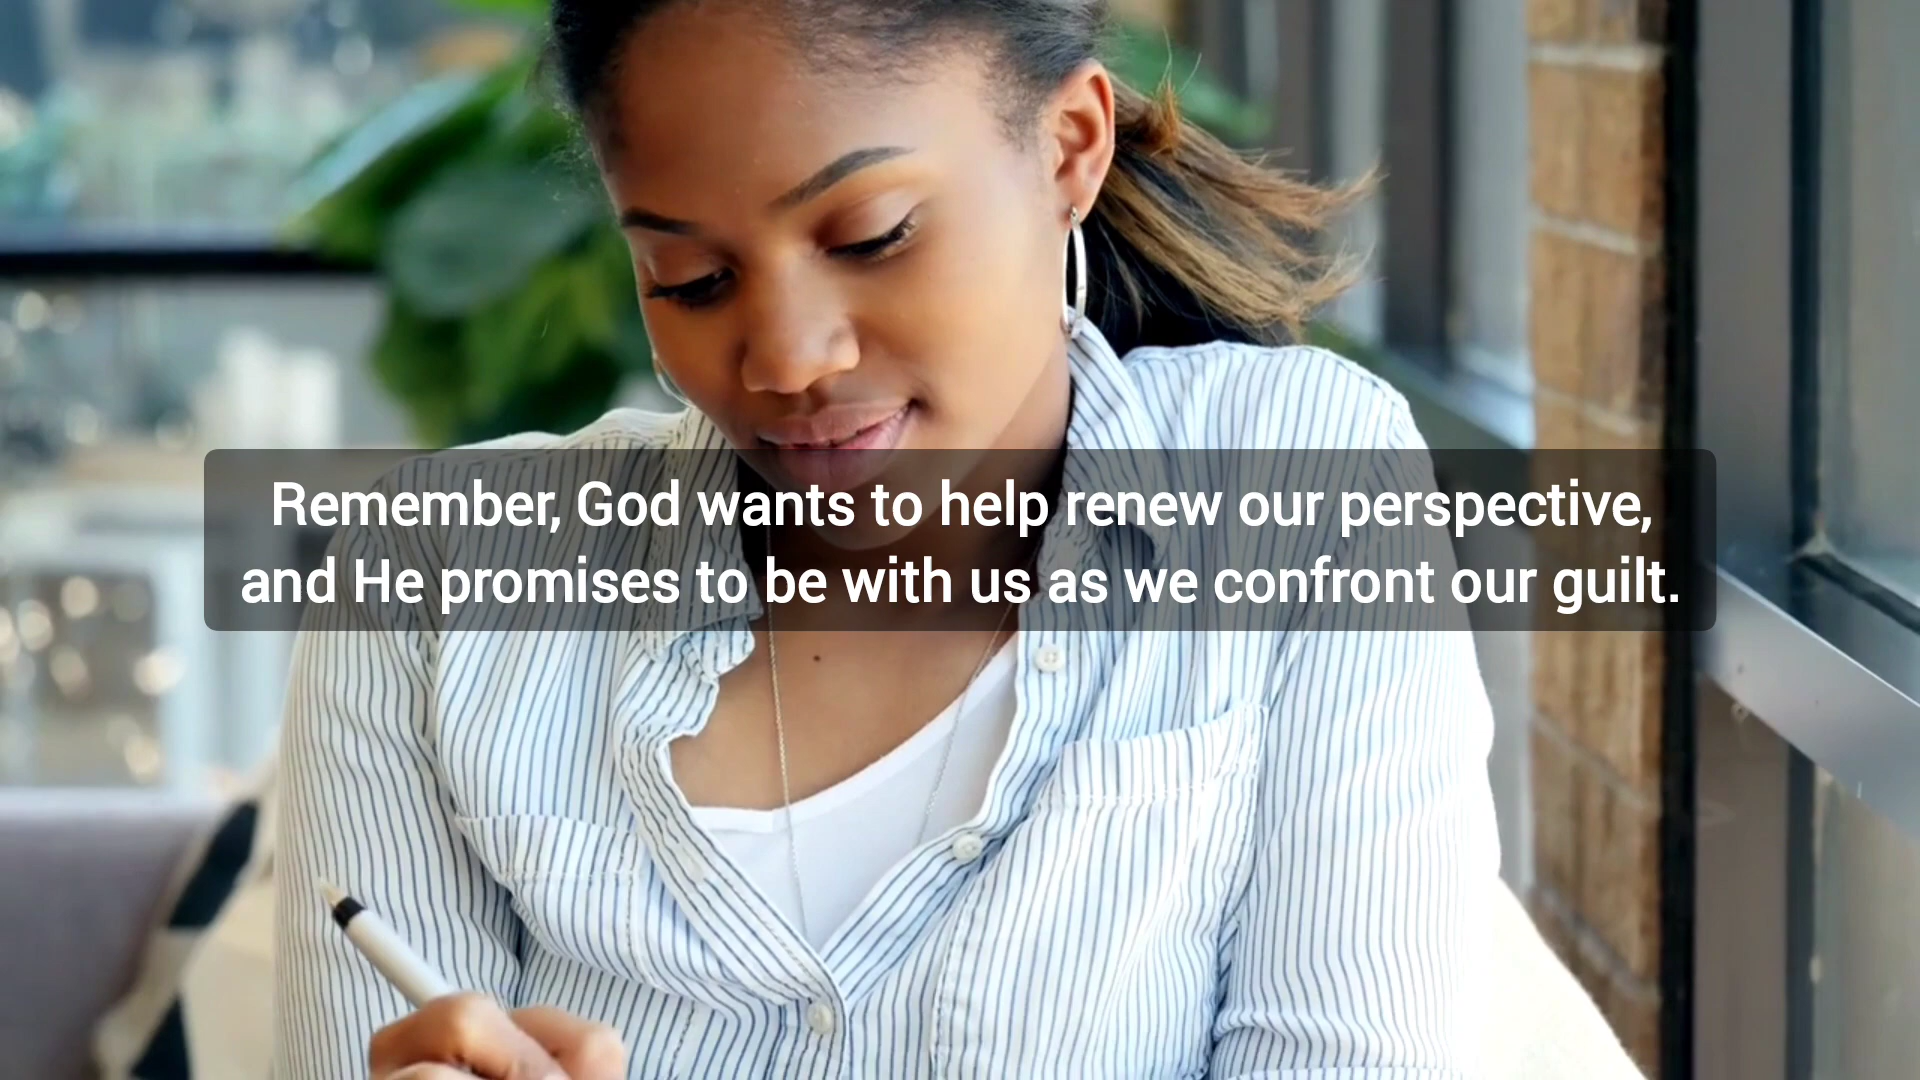 Remember, God wants to help renew our perspective,
and He promises to be with us as we confront our guilt.